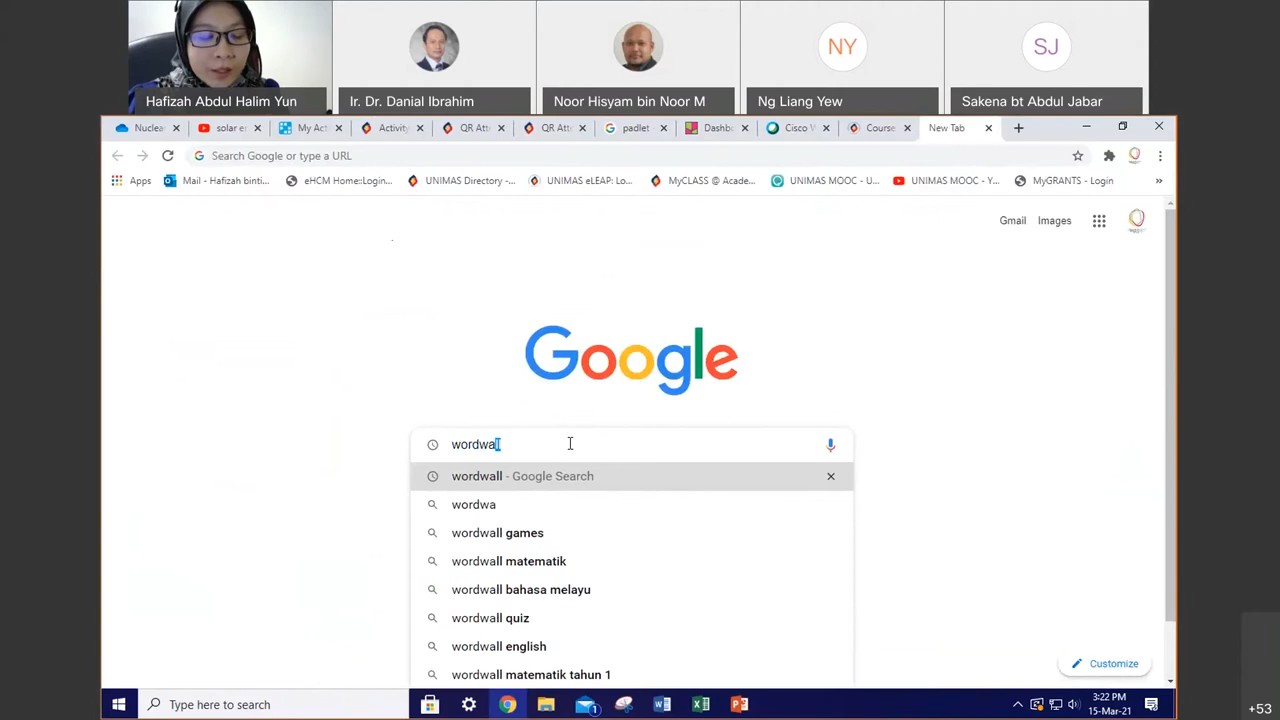 Hafizah Abdul Halim Yun
Ir. Dr. Danial Ibrahim
Noor Hisyam bin Noor M
NY
Ng Liang Yew
SJ
Sakena bt Abdul Jabar
Nuclea
solar e
My Act
Activity
QR Att
QR Att
padlet
Dashb
Cisco W
Course
New Tab
Search Google or type a URL
Apps
Mail - Hafizah binti...
eHCM Home::Login...
UNIMAS Directory -...
UNIMAS eLEAP: Lo...
MyCLASS @ Acade...
UNIMAS MOOC - U...
UNIMAS MOOC - Y...
MyGRANTS - Login
»
Gmail
Images
Google
wordwall
wordwall - Google Search
wordwa
wordwall games
wordwall matematik
wordwall bahasa melayu
wordwall quiz
wordwall english
wordwall matematik tahun 1
Customize
Type here to search
1
3:22 PM
15-Mar-21
+53